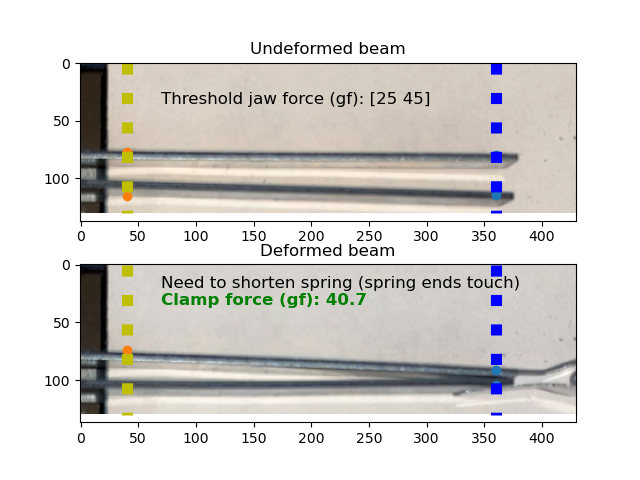 Undeformed beam
0
Threshold jaw force (gf): [25 45]
50
100
0 50 100 150 200 250 300 350 400
Deformed beam
0
Need to shorten spring (spring ends touch)
Clamp force (gf): 40.7
50
100
0 50 100 150 200 250 300 350 400